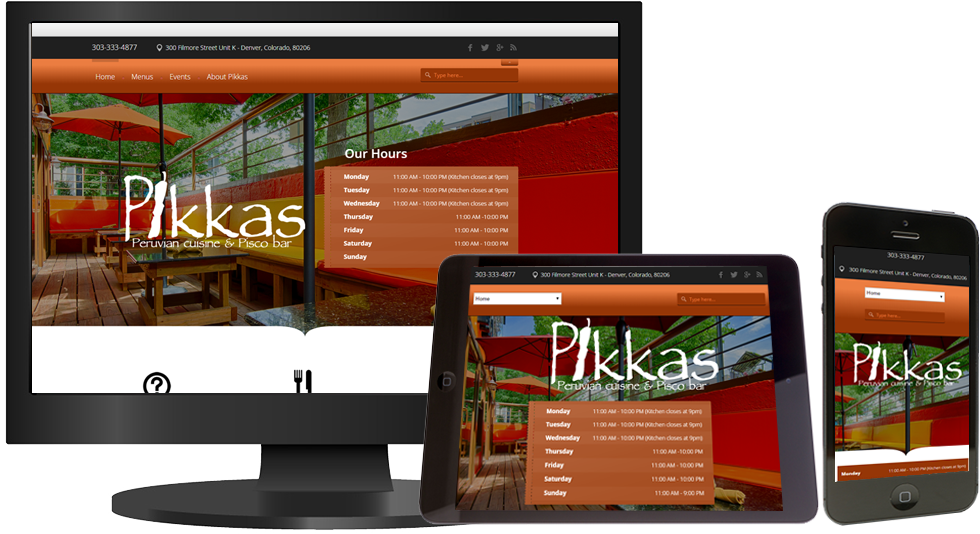 303-333-4877 300 Filmore Street Unit K - Denver, Colorado, 80206
Home Menus Events About Pikkas Type here...
Our Hours
Monday 11:00 AM - 10:00 PM (Kitchen closes at 9pm)
Tuesday 11:00 AM - 10:00 PM (Kitchen closes at 9pm)
Wednesday 11:00 AM - 10:00 PM (Kitchen closes at 9pm)
Thursday 11:00 AM -10:00 PM
Friday 11:00 AM - 10:00 PM
Saturday 11:00 AM - 10:00 PM
Sunday
Pikkas
Peruvian cuisine & Pisco bar
303-333-4877 300 Filmore Street Unit K - Denver, Colorado, 80206
Home Type here...
Pikkas
Peruvian cuisine & Pisco bar
Monday 11:00 AM - 10:00 PM (Kitchen closes at 9pm)
Tuesday 11:00 AM - 10:00 PM (Kitchen closes at 9pm)
Wednesday 11:00 AM - 10:00 PM (Kitchen closes at 9pm)
Thursday 11:00 AM -10:00 PM
Friday 11:00 AM - 10:00 PM
Saturday 11:00 AM - 10:00 PM
Sunday 11:00 AM - 9:00 PM
303-333-4877
300 Filmore Street Unit K - Denver, Colorado, 80206
Home
Type here...
Pikkas
Peruvian cuisine & Pisco bar
Monday 11:00 AM - 10:00 PM (Kitchen closes at 9pm)